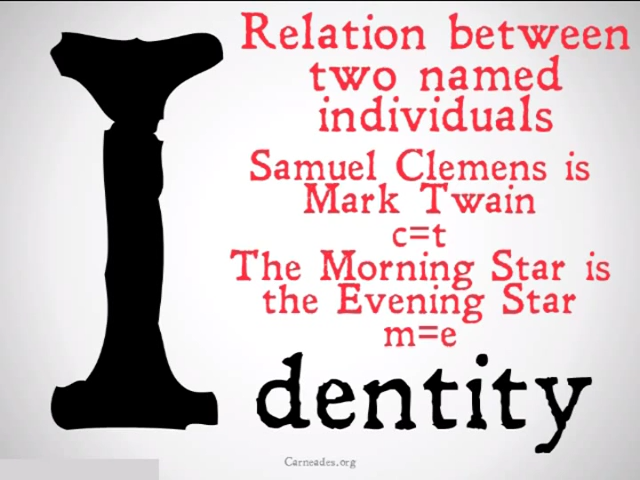 Relation between
two named
individuals
Samuel Clemens is
Mark Twain
c=t
The Morning Star is
the Evening Star
m=e
Identity
Carneades.org